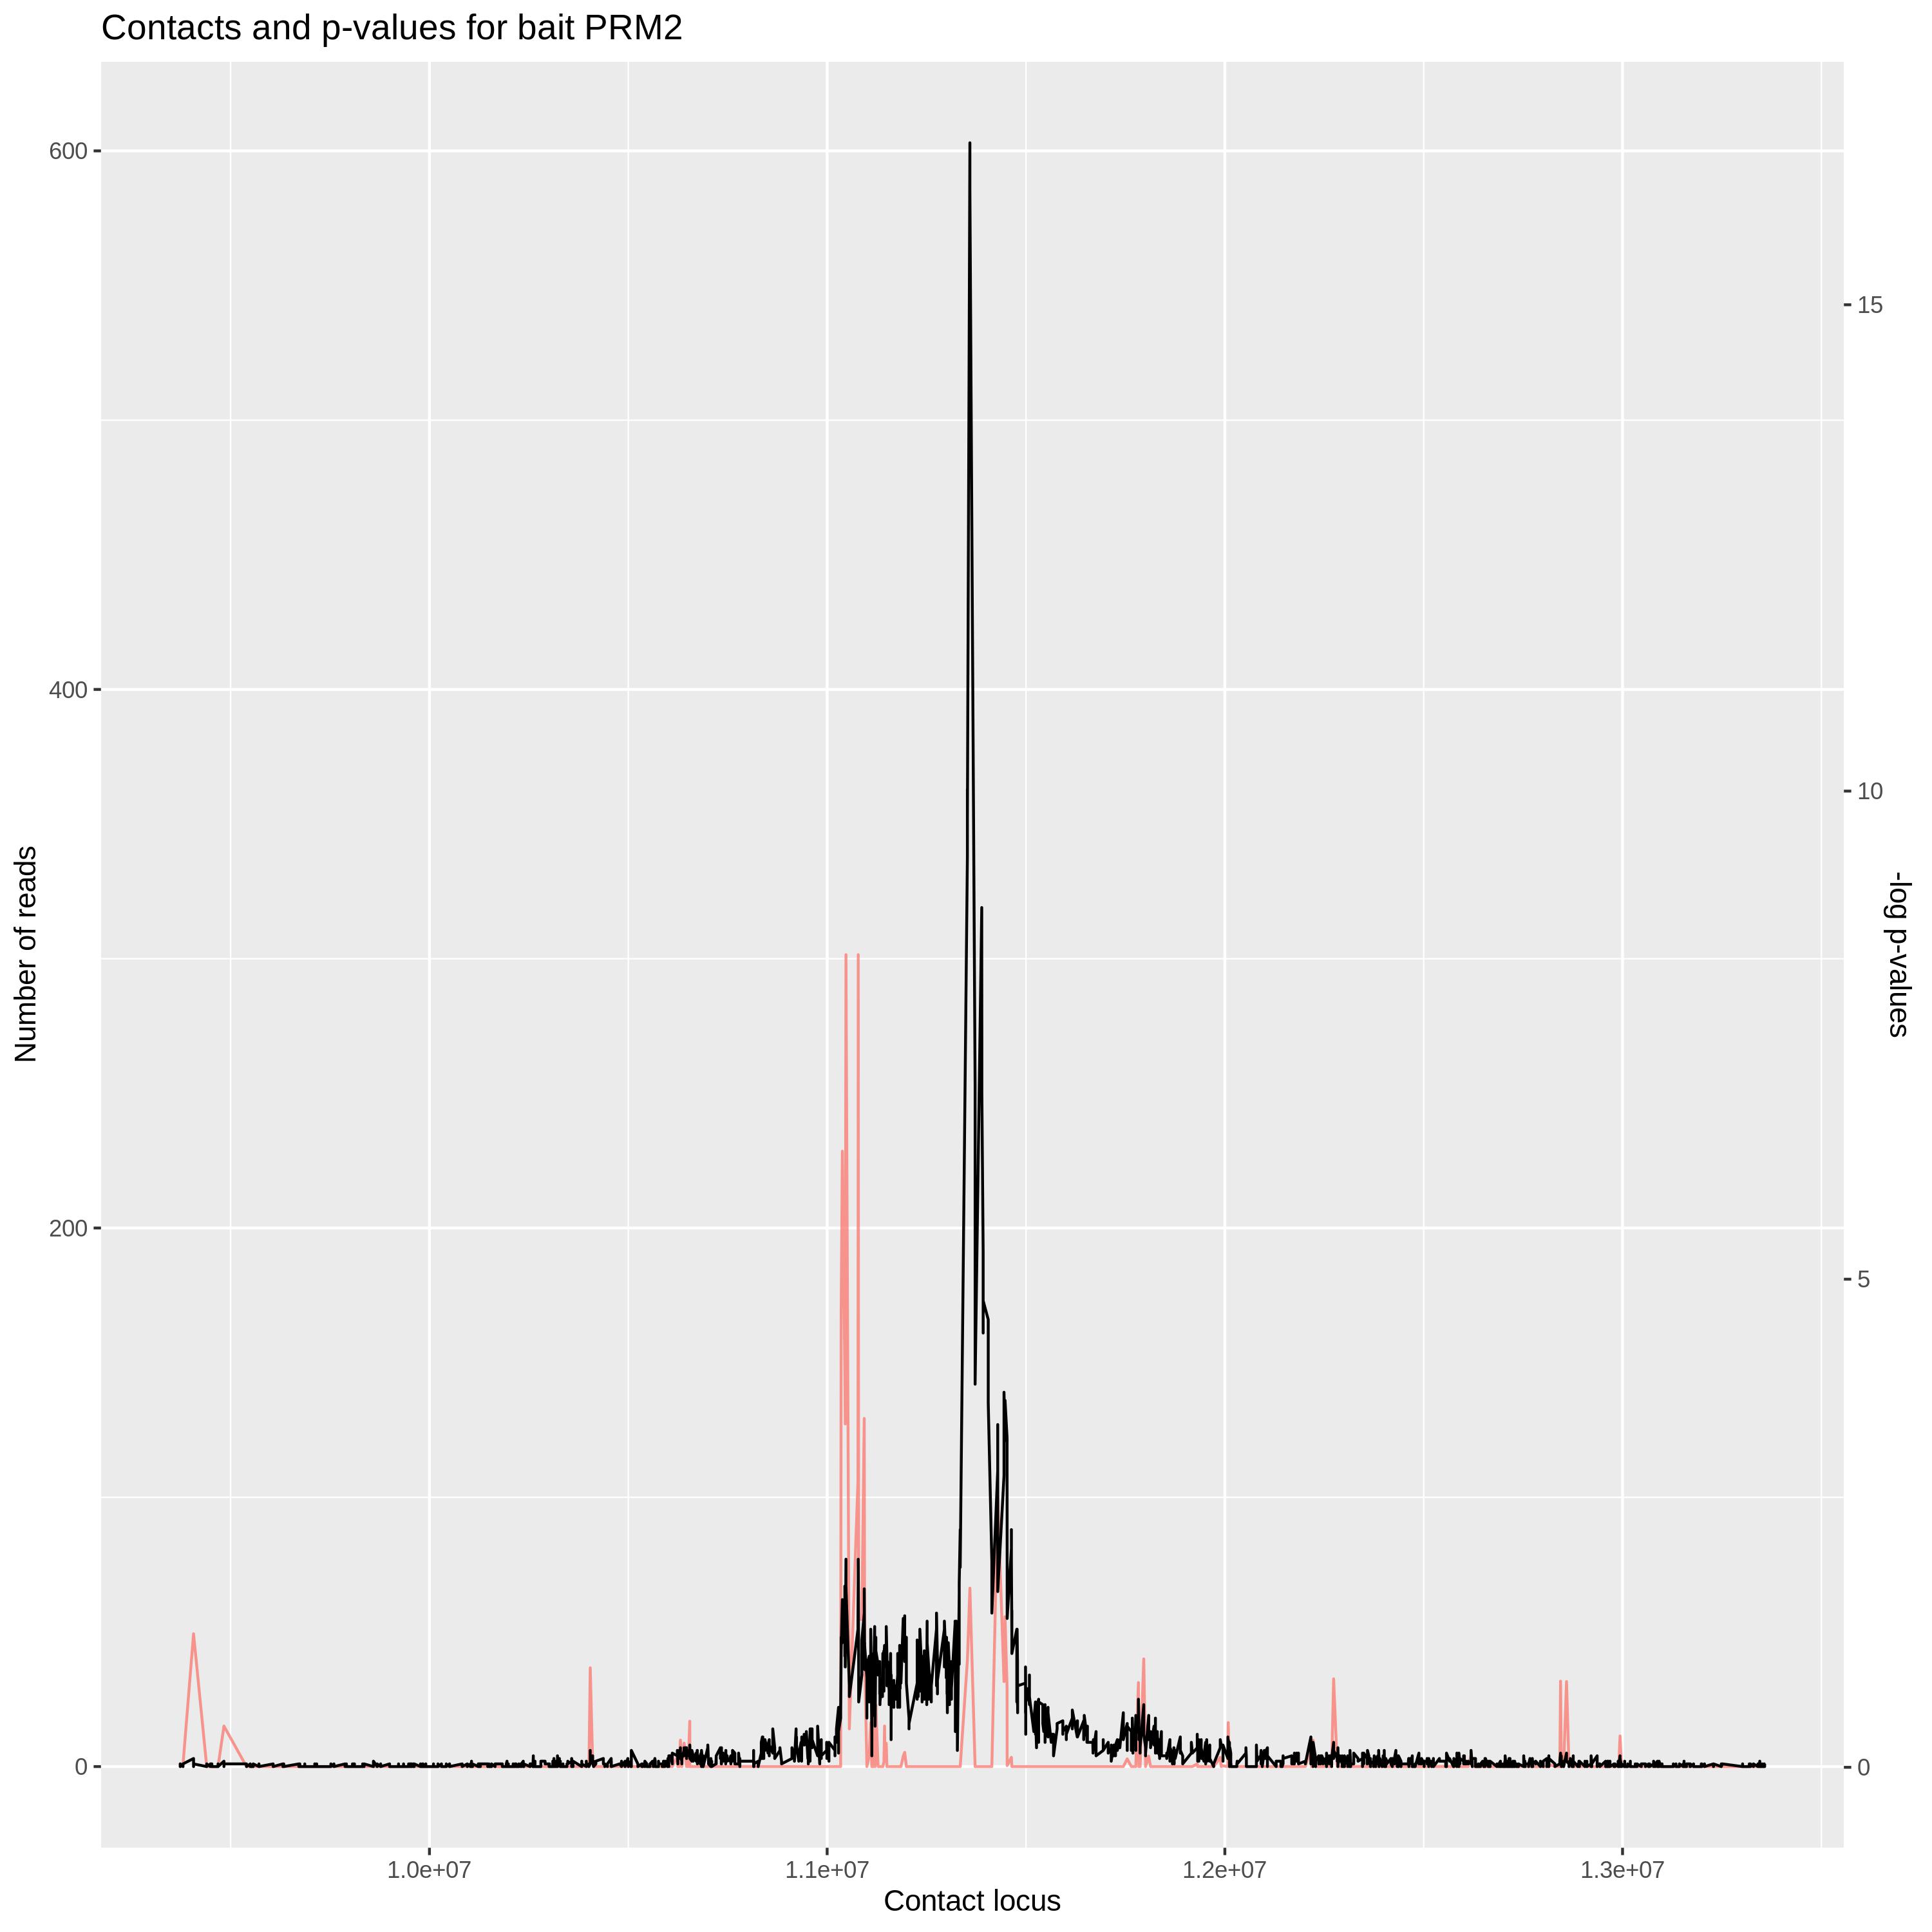 Contacts and p-values for bait PRM2
600
400
200
0
Number of reads
15
10
5
0
-log p-values
1.0e+07
1.1e+07
1.2e+07
1.3e+07
Contact locus